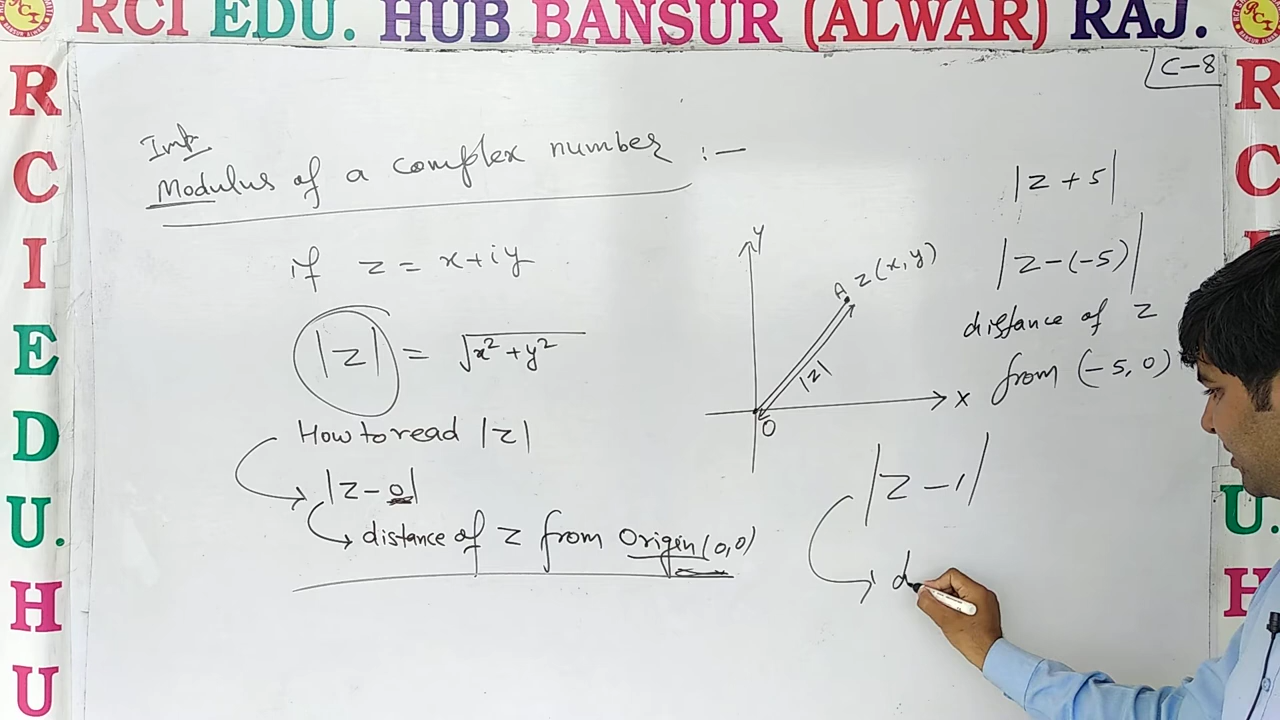 RCI EDU. HUB BANSUR (ALWAR) RAJ.
R
C
I
E
D
U.
H
U
C-8
Imp
Modulus of a complex number :-
if z = x+iy
|z| = √x²+y²
How to read |z|
|z-0|
distance of z from Origin (0,0)
Y
A z(x,y)
|z|
O
X
|z+5|
|z-(-5)|
distance of z
from (-5,0)
|z-1|
d
R
C
U.
H